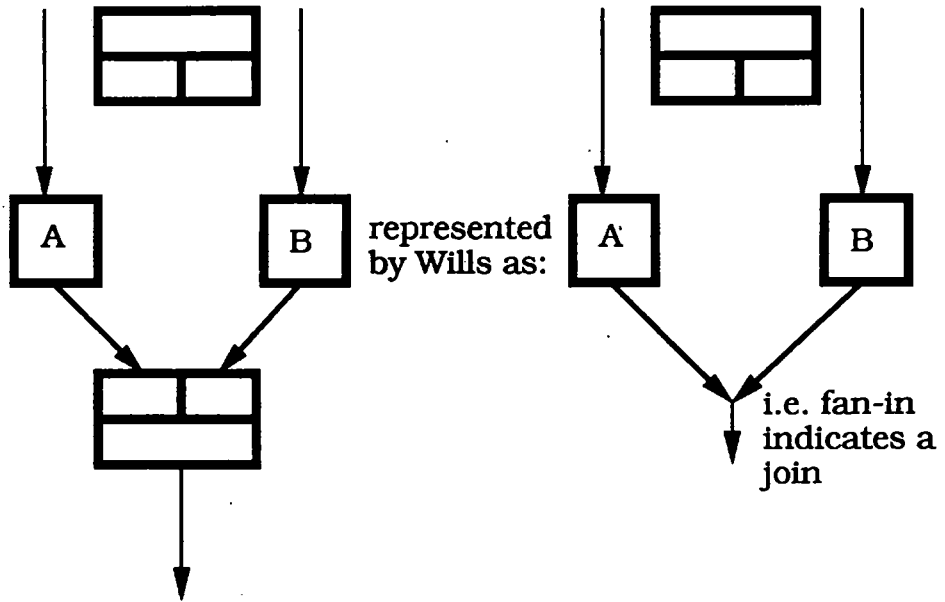 A
B
represented
by Wills as:
A
B
i.e. fan-in
indicates a
join